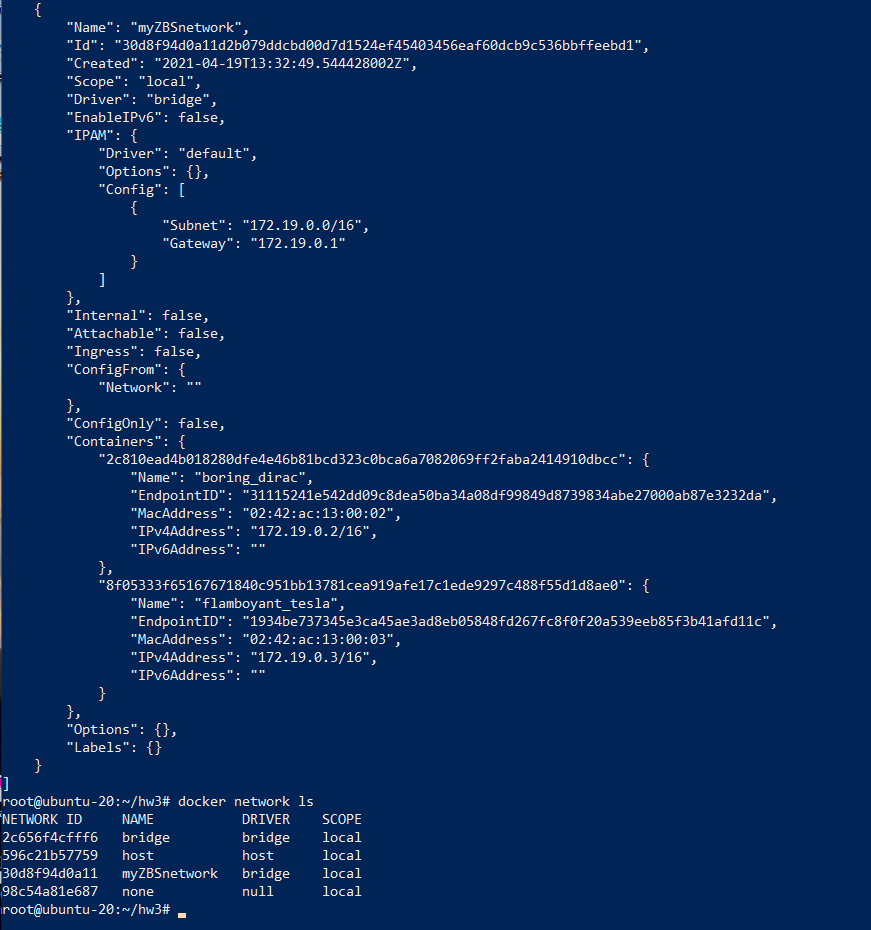 {
"Name": "myZBSnetwork",
"Id": "30d8f94d0a11d2b079ddcbd00d7d1524ef45403456eaf60dcb9c536bbffeebd1",
"Created": "2021-04-19T13:32:49.544428002Z",
"Scope": "local",
"Driver": "bridge",
"EnableIPv6": false,
"IPAM": {
"Driver": "default",
"Options": {},
"Config": [
{
"Subnet": "172.19.0.0/16",
"Gateway": "172.19.0.1"
}
]
},
"Internal": false,
"Attachable": false,
"Ingress": false,
"ConfigFrom": {
"Network": ""
},
"ConfigOnly": false,
"Containers": {
"2c810ead4b018280dfe4e46b81bcd323c0bca6a7082069ff2faba2414910dbcc": {
"Name": "boring_dirac",
"EndpointID": "31115241e542dd09c8dea50ba34a08df99849d8739834abe27000ab87e3232da",
"MacAddress": "02:42:ac:13:00:02",
"IPv4Address": "172.19.0.2/16",
"IPv6Address": ""
},
"8f05333f65167671840c951bb13781cea919afe17c1ede9297c488f55d1d8ae0": {
"Name": "flamboyant_tesla",
"EndpointID": "1934be737345e3ca45ae3ad8eb05848fd267fc8f0f20a539eeb85f3b41afd11c",
"MacAddress": "02:42:ac:13:00:03",
"IPv4Address": "172.19.0.3/16",
"IPv6Address": ""
}
},
"Options": {},
"Labels": {}
}
]
root@ubuntu-20:~/hw3# docker network ls
NETWORK ID NAME DRIVER SCOPE
2c656f4cfff6 bridge bridge local
596c21b57759 host host local
30d8f94d0a11 myZBSnetwork bridge local
98c54a81e687 none null local
root@ubuntu-20:~/hw3#